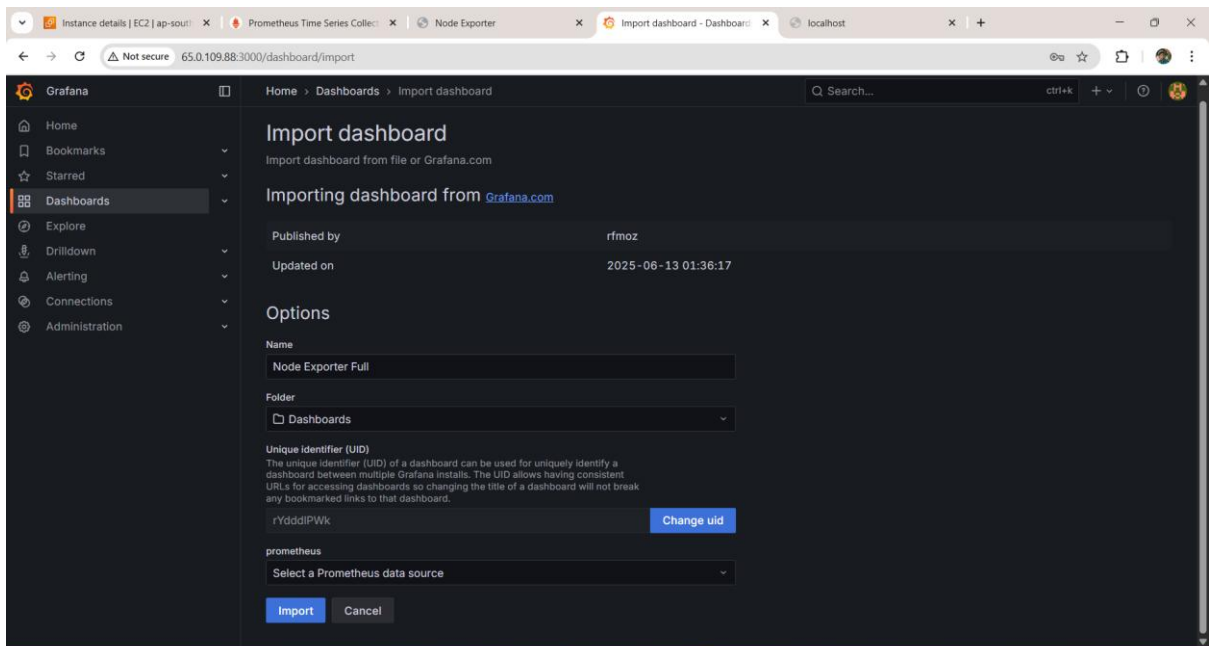 Instance details | EC2 | ap-south
Prometheus Time Series Collect
Node Exporter
Import dashboard - Dashboard
localhost
Not secure
65.0.109.88:3000/dashboard/import
Grafana
Home > Dashboards > Import dashboard
Search...
ctrl+k
Home
Bookmarks
Starred
Dashboards
Explore
Drilldown
Alerting
Connections
Administration
Import dashboard
Import dashboard from file or Grafana.com
Importing dashboard from Grafana.com
Published by rfmoz
Updated on 2025-06-13 01:36:17
Options
Name
Node Exporter Full
Folder
Dashboards
Unique identifier (UID)
The unique identifier (UID) of a dashboard can be used for uniquely identify a
dashboard between multiple Grafana installs. The UID allows having consistent
URLs for accessing dashboards so changing the title of a dashboard will not break
any bookmarked links to that dashboard.
rYdddlPWk
Change uid
prometheus
Select a Prometheus data source
Import
Cancel